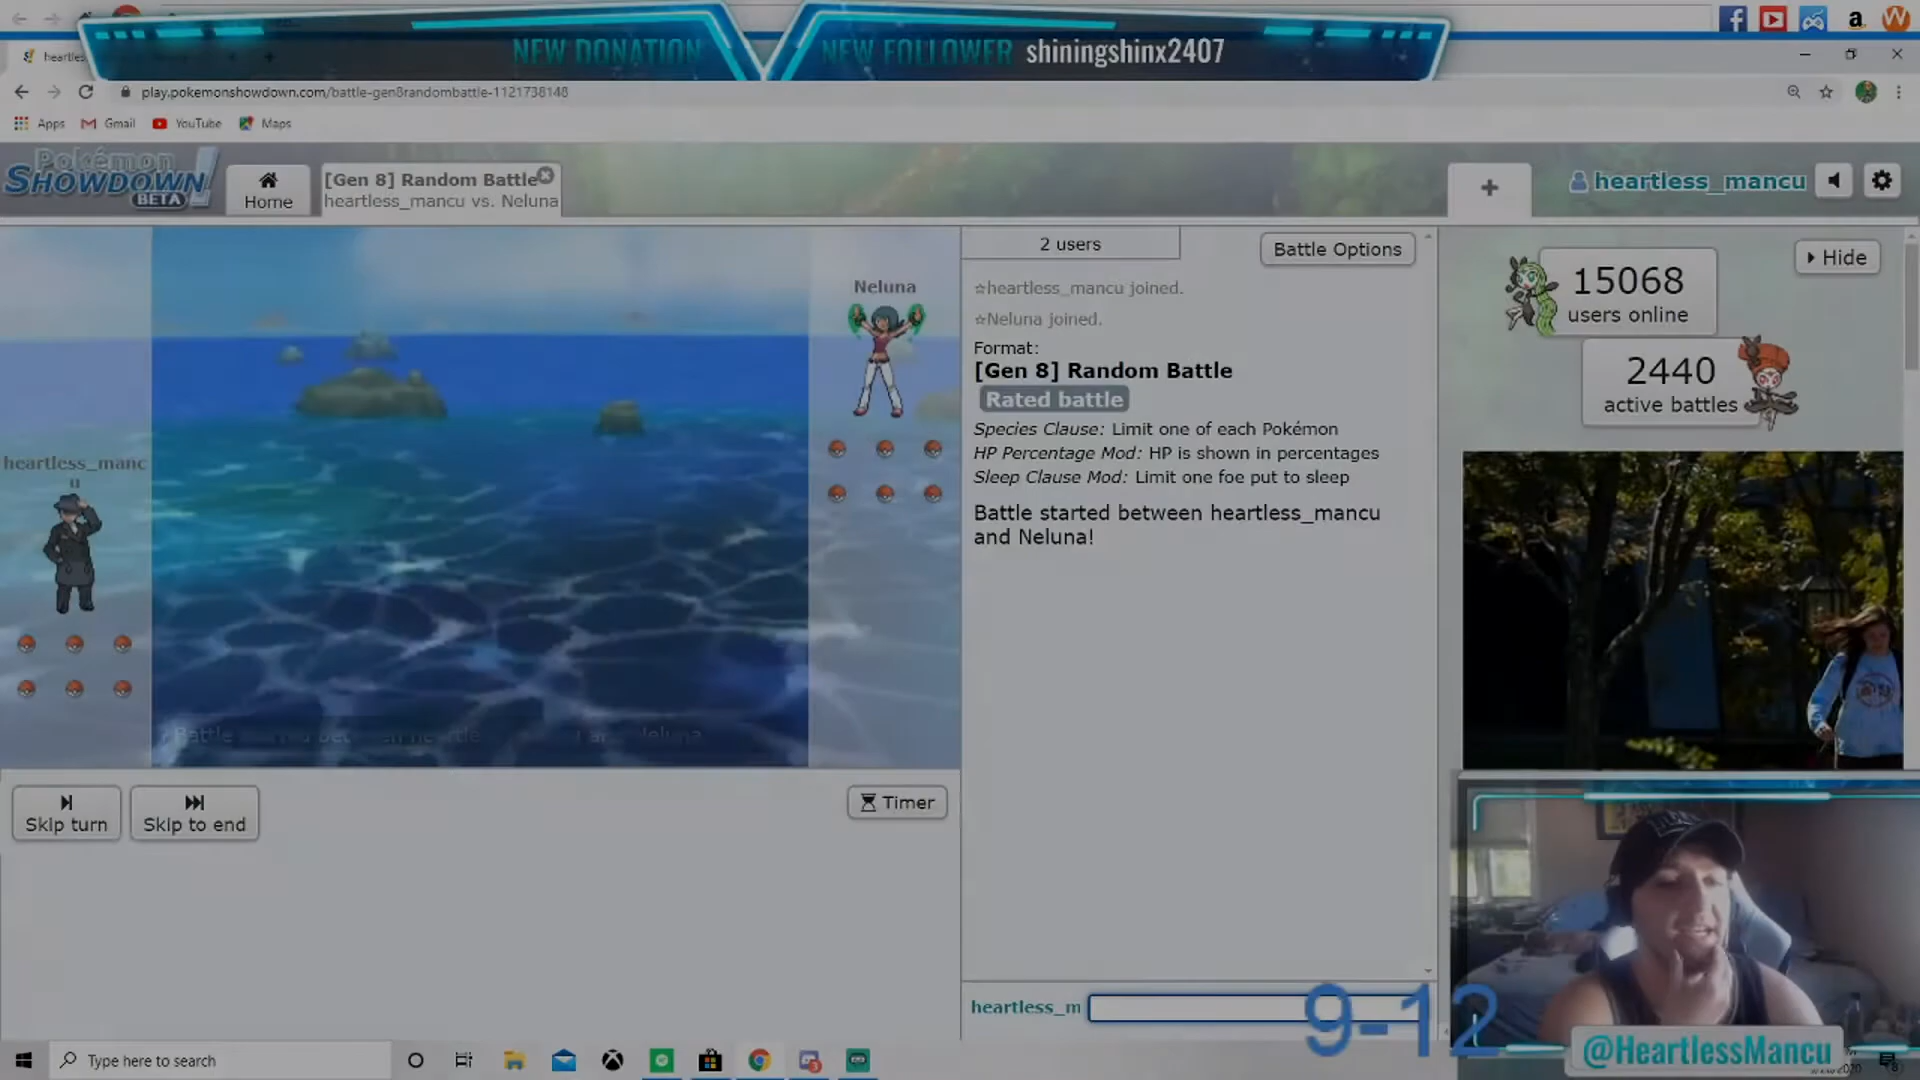 NEW DONATION
NEW FOLLOWER shiningshinx2407
heartles
play.pokemonshowdown.com/battle-gen8randombattle-1121738148
Apps
Gmail
YouTube
Maps
Pokémon
SHOWDOWN!
BETA
Home
[Gen 8] Random Battle
heartless_mancu vs. Neluna
heartless_mancu
Neluna
heartless_manc
u
2 users
Battle Options
☆heartless_mancu joined.
☆Neluna joined.
Format:
[Gen 8] Random Battle
Rated battle
Species Clause: Limit one of each Pokémon
HP Percentage Mod: HP is shown in percentages
Sleep Clause Mod: Limit one foe put to sleep
Battle started between heartless_mancu
and Neluna!
15068
users online
Hide
2440
active battles
Skip turn
Skip to end
Timer
heartless_m
9-12
@HeartlessMancu
Type here to search